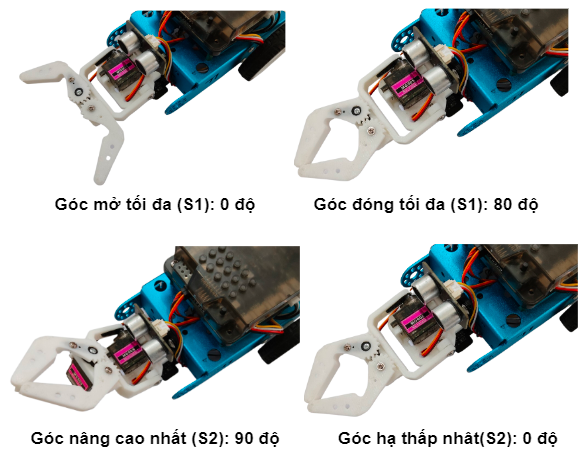 Góc mở tối đa (S1): 0 độ
Góc đóng tối đa (S1): 80 độ
Góc nâng cao nhất (S2): 90 độ
Góc hạ thấp nhât(S2): 0 độ